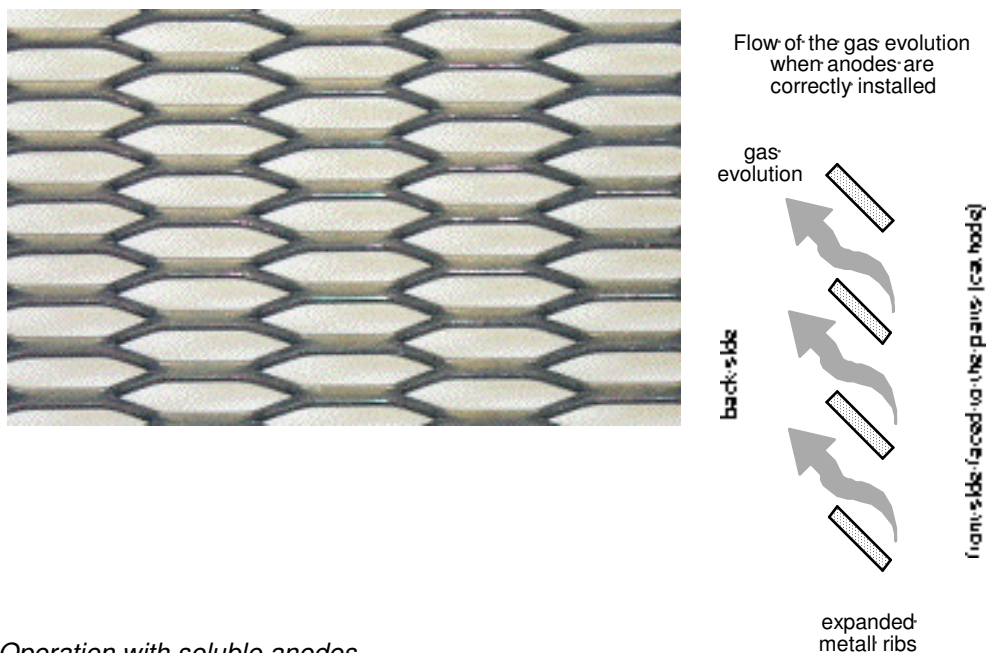 Flow of the gas evolution
when anodes are
correctly installed
gas
evolution
back side
front side faced to the parts (cathode)
expanded
metall ribs
Operation with soluble anodes